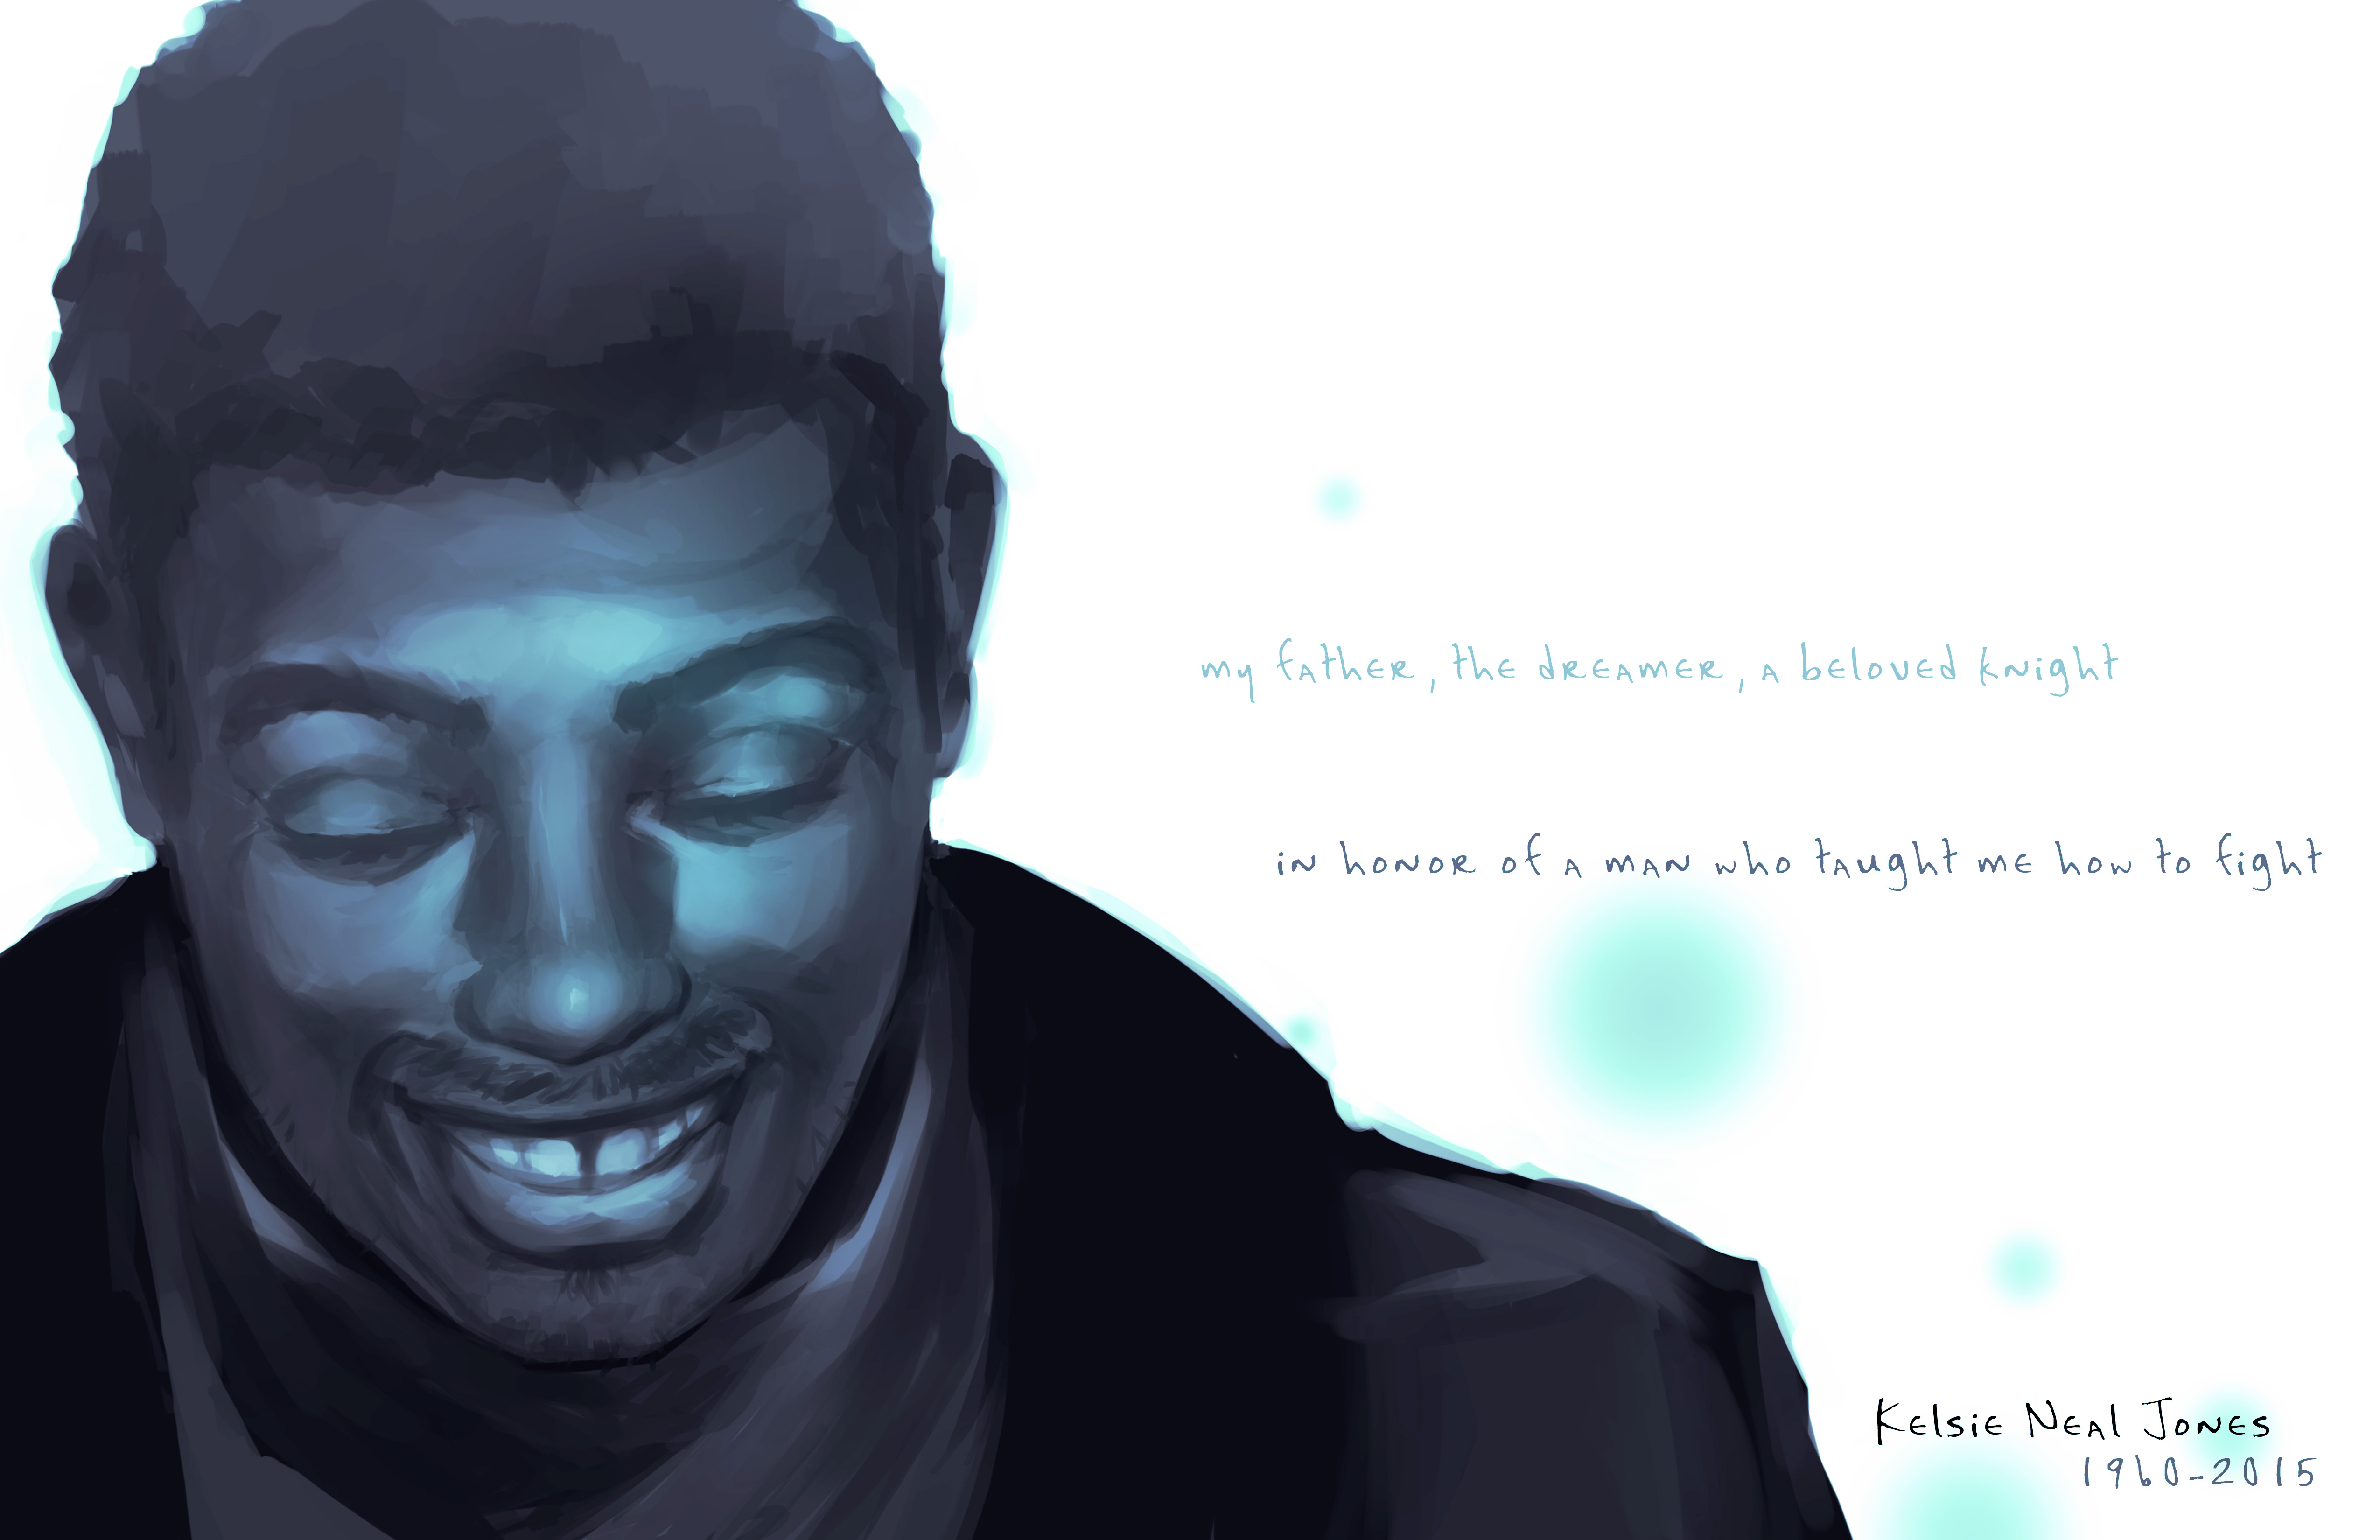 my father, the dreamer, a beloved knight
in honor of a man who taught me how to fight
Kelsie Neal Jones
1960-2015